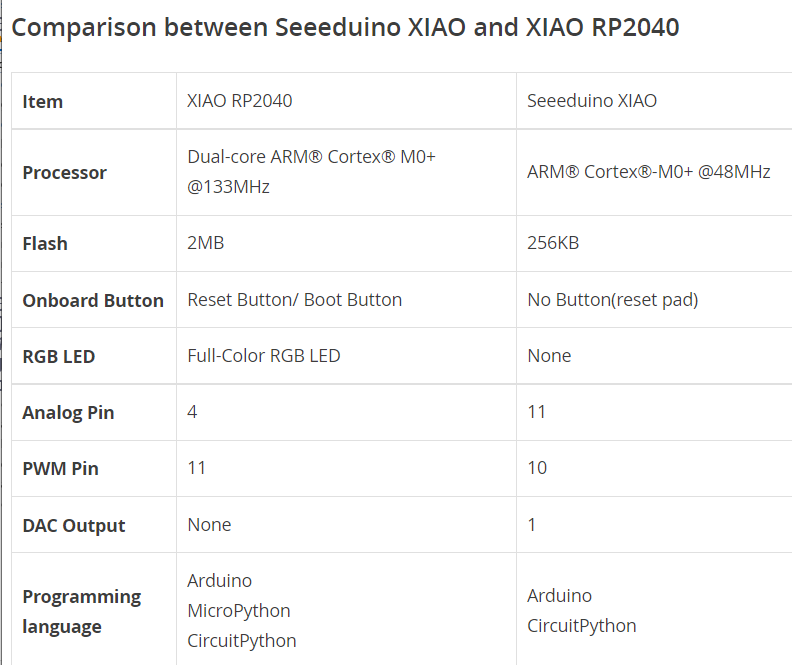 Comparison between Seeeduino XIAO and XIAO RP2040
Item XIAO RP2040 Seeeduino XIAO
Processor Dual-core ARM® Cortex® M0+ @133MHz ARM® Cortex®-M0+ @48MHz
Flash 2MB 256KB
Onboard Button Reset Button/ Boot Button No Button(reset pad)
RGB LED Full-Color RGB LED None
Analog Pin 4 11
PWM Pin 11 10
DAC Output None 1
Programming language Arduino MicroPython CircuitPython Arduino CircuitPython